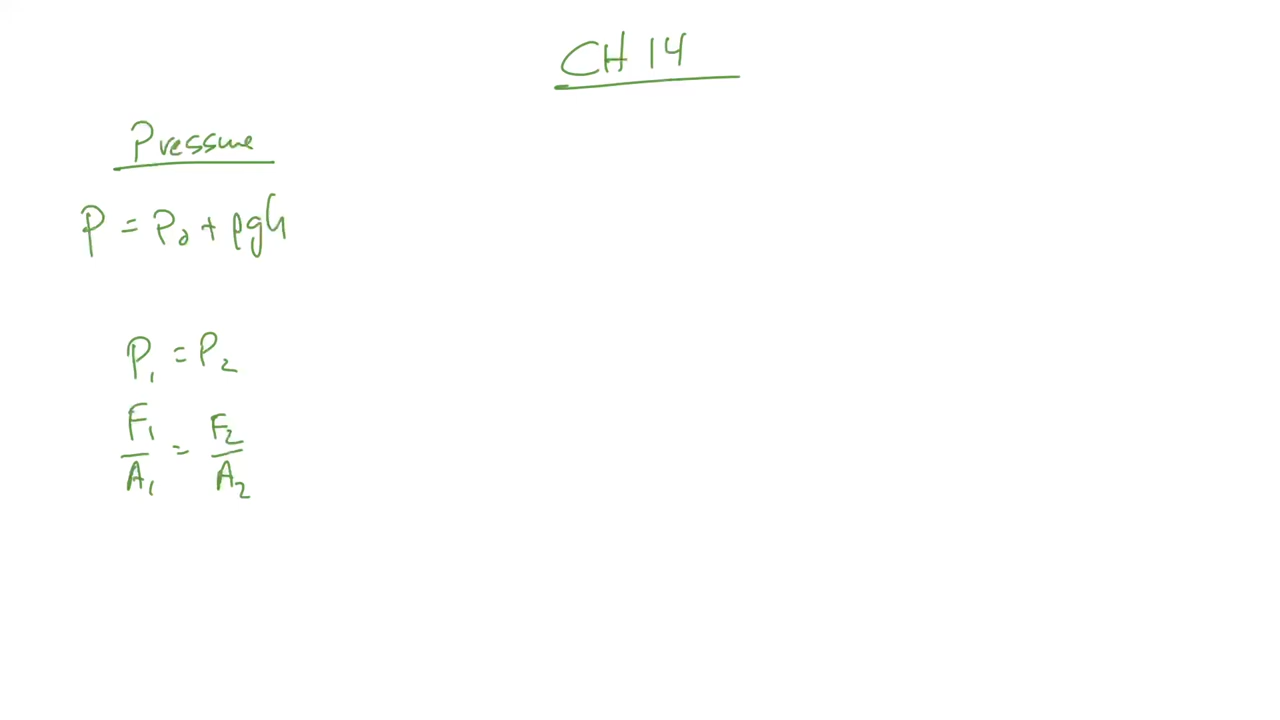 CH 14
Pressure
P = P₀ + ρgh
P₁ = P₂
F₁/A₁ = F₂/A₂